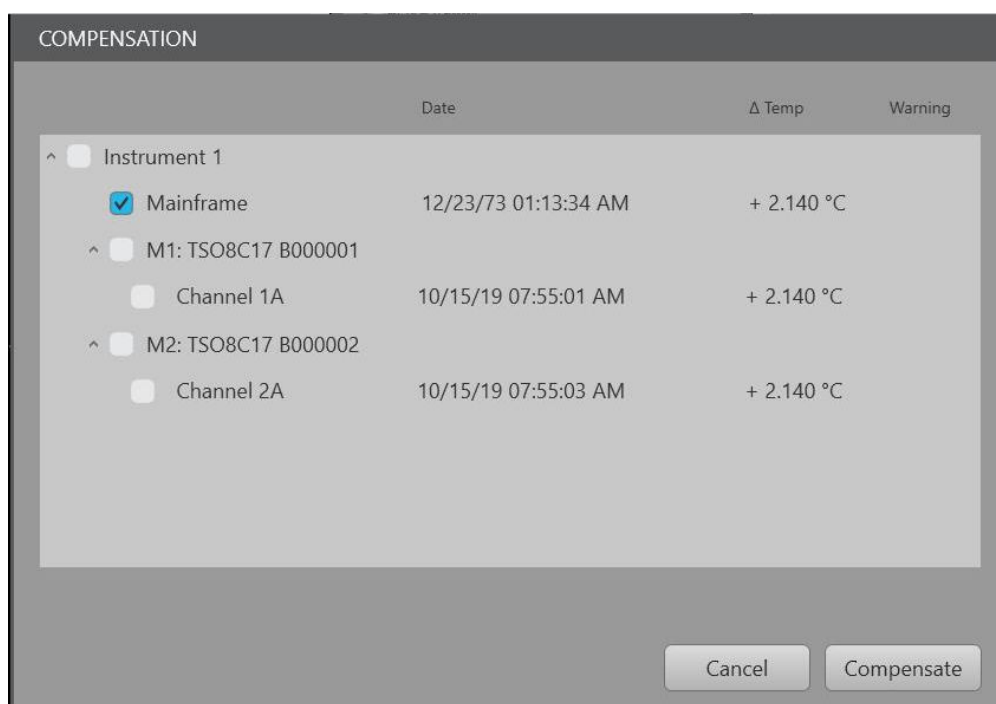 COMPENSATION
Date Δ Temp Warning
Instrument 1
Mainframe 12/23/73 01:13:34 AM + 2.140 °C
M1: TSO8C17 B000001
Channel 1A 10/15/19 07:55:01 AM + 2.140 °C
M2: TSO8C17 B000002
Channel 2A 10/15/19 07:55:03 AM + 2.140 °C
Cancel Compensate